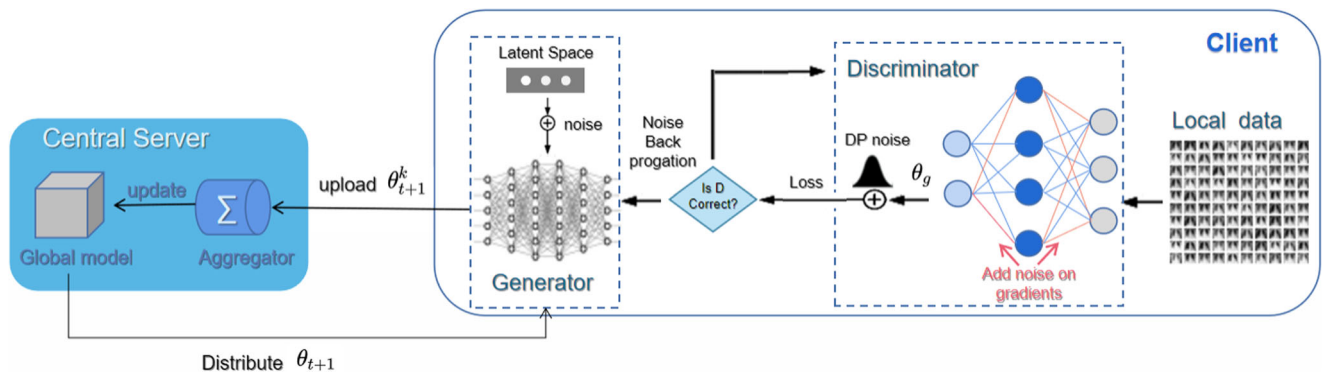 Client
Latent Space
noise
Generator
Noise
Back
progation
Is D
Correct?
Loss
Discriminator
DP noise
θ_g
Add noise on
gradients
Local data
Central Server
update
Σ
Global model
Aggregator
upload θ^k_{t+1}
Distribute θ_{t+1}